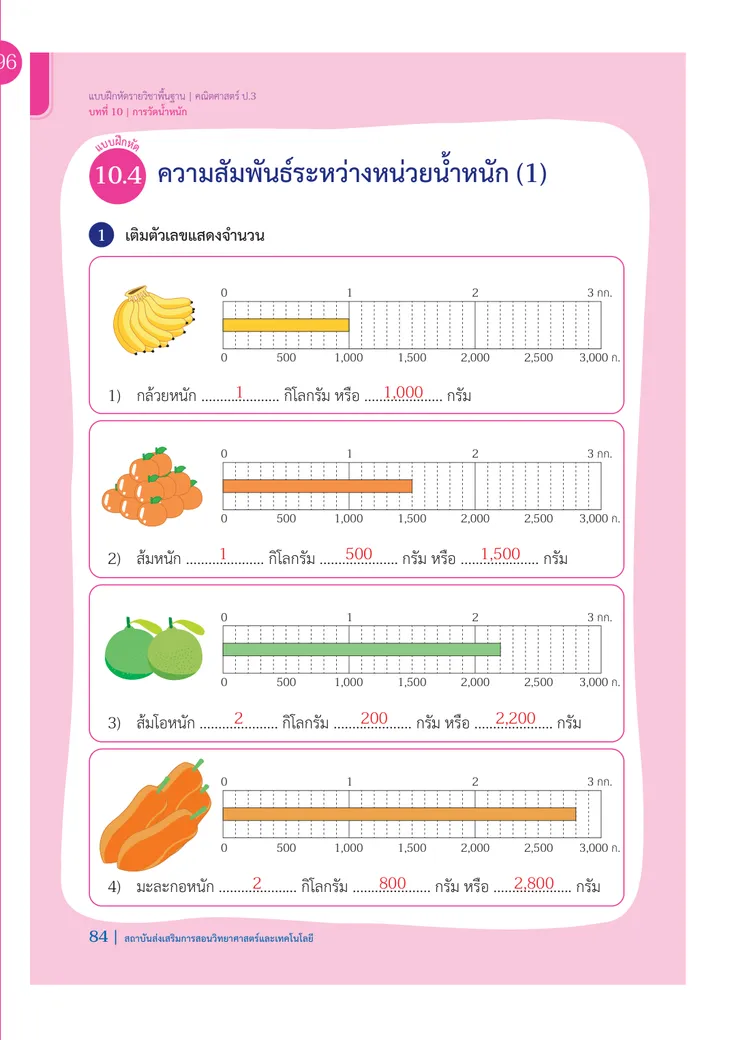 96
แบบฝึกหัดรายวิชาพื้นฐาน | คณิตศาสตร์ ป.3
บทที่ 10 | การวัดน้ำหนัก
แบบฝึกหัด
10.4 ความสัมพันธ์ระหว่างหน่วยน้ำหนัก (1)
1 เติมตัวเลขแสดงจำนวน
0 1 2 3 กก.
0 500 1,000 1,500 2,000 2,500 3,000 ก.
1) กล้วยหนัก ..........1.......... กิโลกรัม หรือ .....1,000..... กรัม
0 1 2 3 กก.
0 500 1,000 1,500 2,000 2,500 3,000 ก.
2) ส้มหนัก ..........1.......... กิโลกรัม .......500....... กรัม หรือ .....1,500..... กรัม
0 1 2 3 กก.
0 500 1,000 1,500 2,000 2,500 3,000 ก.
3) ส้มโอหนัก ..........2.......... กิโลกรัม .......200....... กรัม หรือ .....2,200..... กรัม
0 1 2 3 กก.
0 500 1,000 1,500 2,000 2,500 3,000 ก.
4) มะละกอหนัก ..........2.......... กิโลกรัม .......800....... กรัม หรือ .....2,800..... กรัม
84 | สถาบันส่งเสริมการสอนวิทยาศาสตร์และเทคโนโลยี